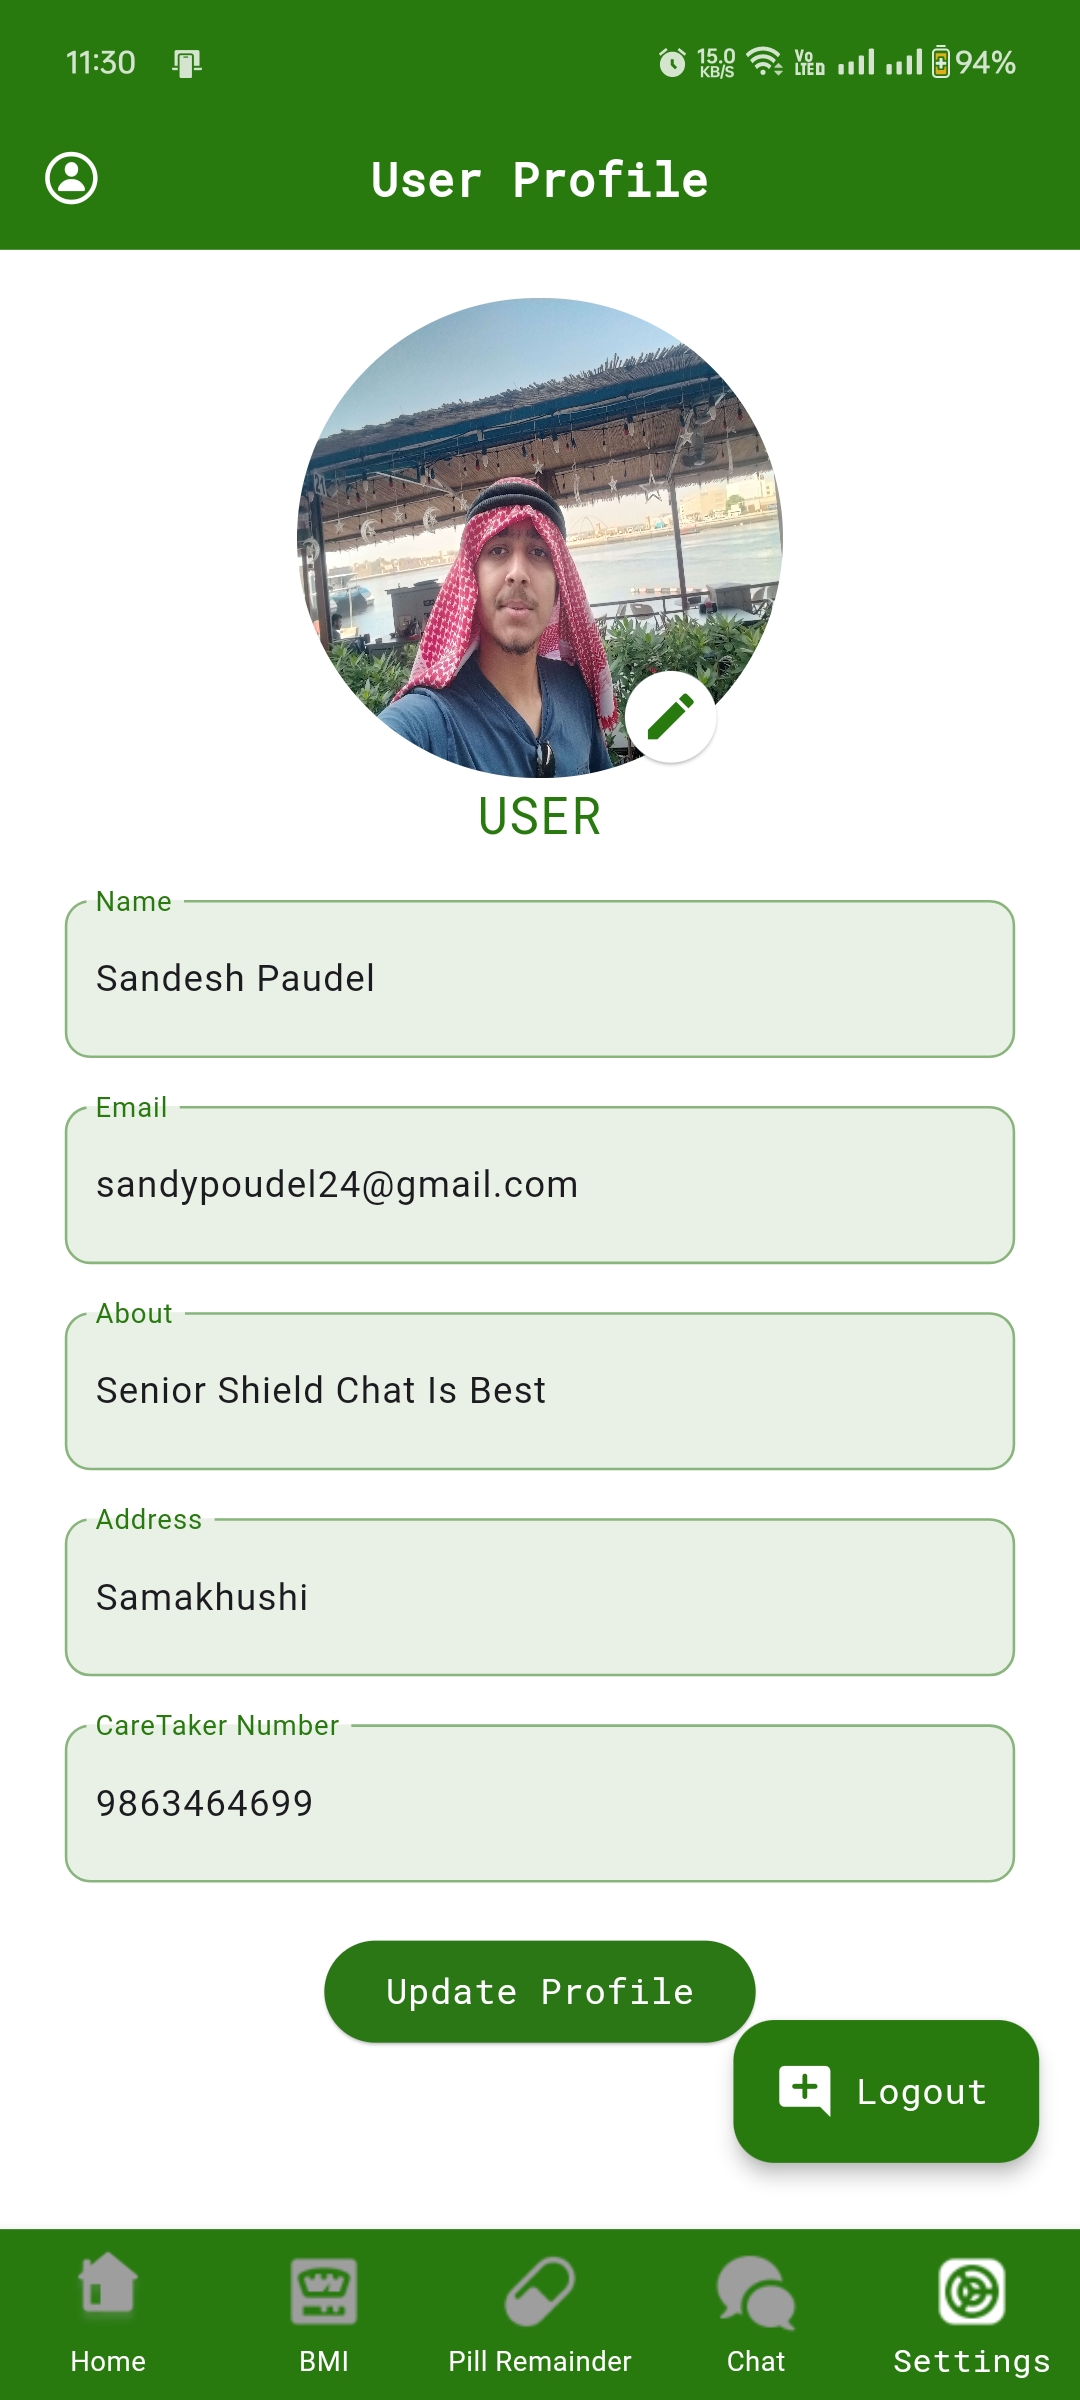 11:30
15.0
KB/S
Vo
LTE
94%
User Profile
USER
Name
Sandesh Paudel
Email
sandypoudel24@gmail.com
About
Senior Shield Chat Is Best
Address
Samakhushi
CareTaker Number
9863464699
Update Profile
Logout
Home
BMI
Pill Remainder
Chat
Settings